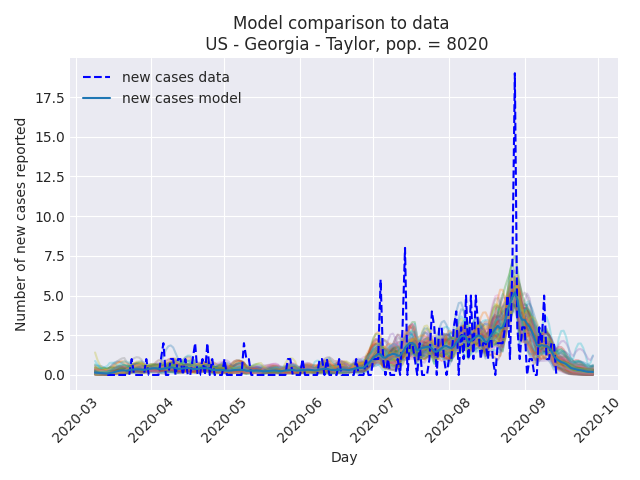 Model comparison to data
US - Georgia - Taylor, pop. = 8020
new cases data
new cases model
Number of new cases reported
17.5
15.0
12.5
10.0
7.5
5.0
2.5
0.0
2020-03
2020-04
2020-05
2020-06
2020-07
2020-08
2020-09
2020-10
Day